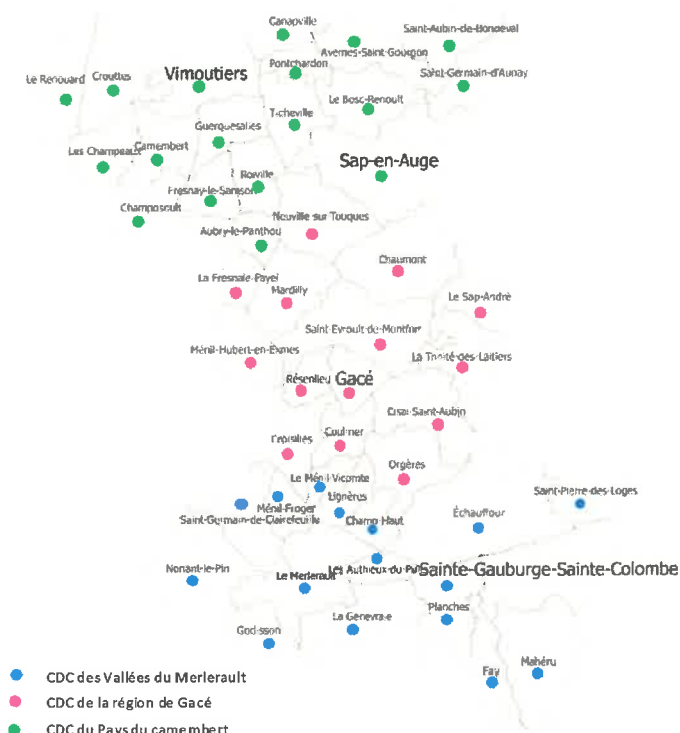 Canapville
Saint-Aubin-de-Bonneval
Avernes-Saint-Gourgon
Pontchardon
Vimoutiers
Saint-Germain-d'Aunay
Le Renouard
Crouttes
Le Bosc-Renoult
Ticheville
Guerquesalles
Les Champeaux
Camembert
Sap-en-Auge
Roiville
Fresnay-le-Samson
Champosoult
Neuville sur Touques
Aubry-le-Panthou
Chaumont
La Fresnaie-Fayel
Mardilly
Le Sap-André
Saint Evroult-de-Montfort
Ménil-Hubert-en-Exmes
La Trinité-des-Laitiers
Résenlieu
Gacé
Cisai-Saint-Aubin
Croisilles
Coulmer
Orgères
Le Ménil-Vicomte
Saint-Pierre-des-Loges
Ménil-Froger
Lignères
Saint-Germain-de-Clairefeuille
Champ-Haut
Échauffour
Nonant-le-Pin
Le Merlerault
Les Authieux-du-Puits
Sainte-Gauburge-Sainte-Colombe
Planches
La Genevraie
Godisson
Mahéru
Fay
CDC des Vallées du Merlerault
CDC de la région de Gacé
CDC du Pays du camembert